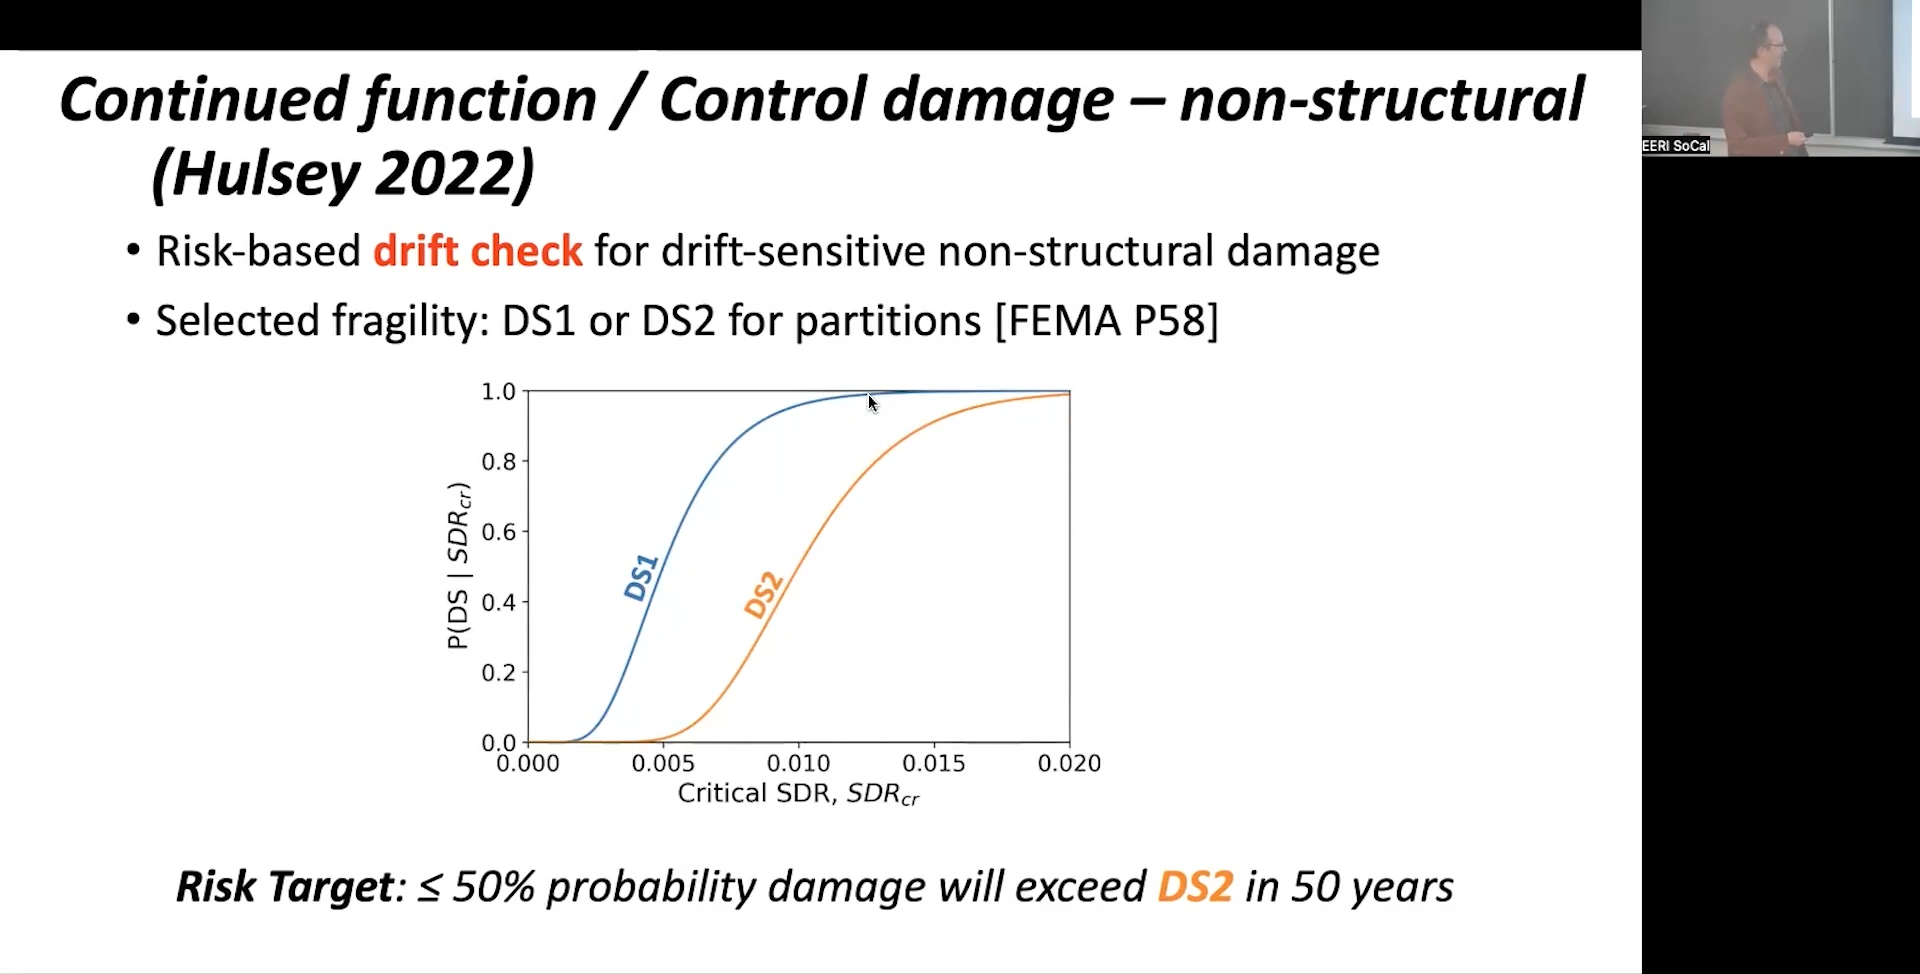 Continued function / Control damage – non-structural
(Hulsey 2022)
EERI SoCal
• Risk-based drift check for drift-sensitive non-structural damage
• Selected fragility: DS1 or DS2 for partitions [FEMA P58]
1.0
0.8
0.6
0.4
0.2
0.0
P(DS | SDRcr)
DS1
DS2
0.000 0.005 0.010 0.015 0.020
Critical SDR, SDRcr
Risk Target: ≤ 50% probability damage will exceed DS2 in 50 years